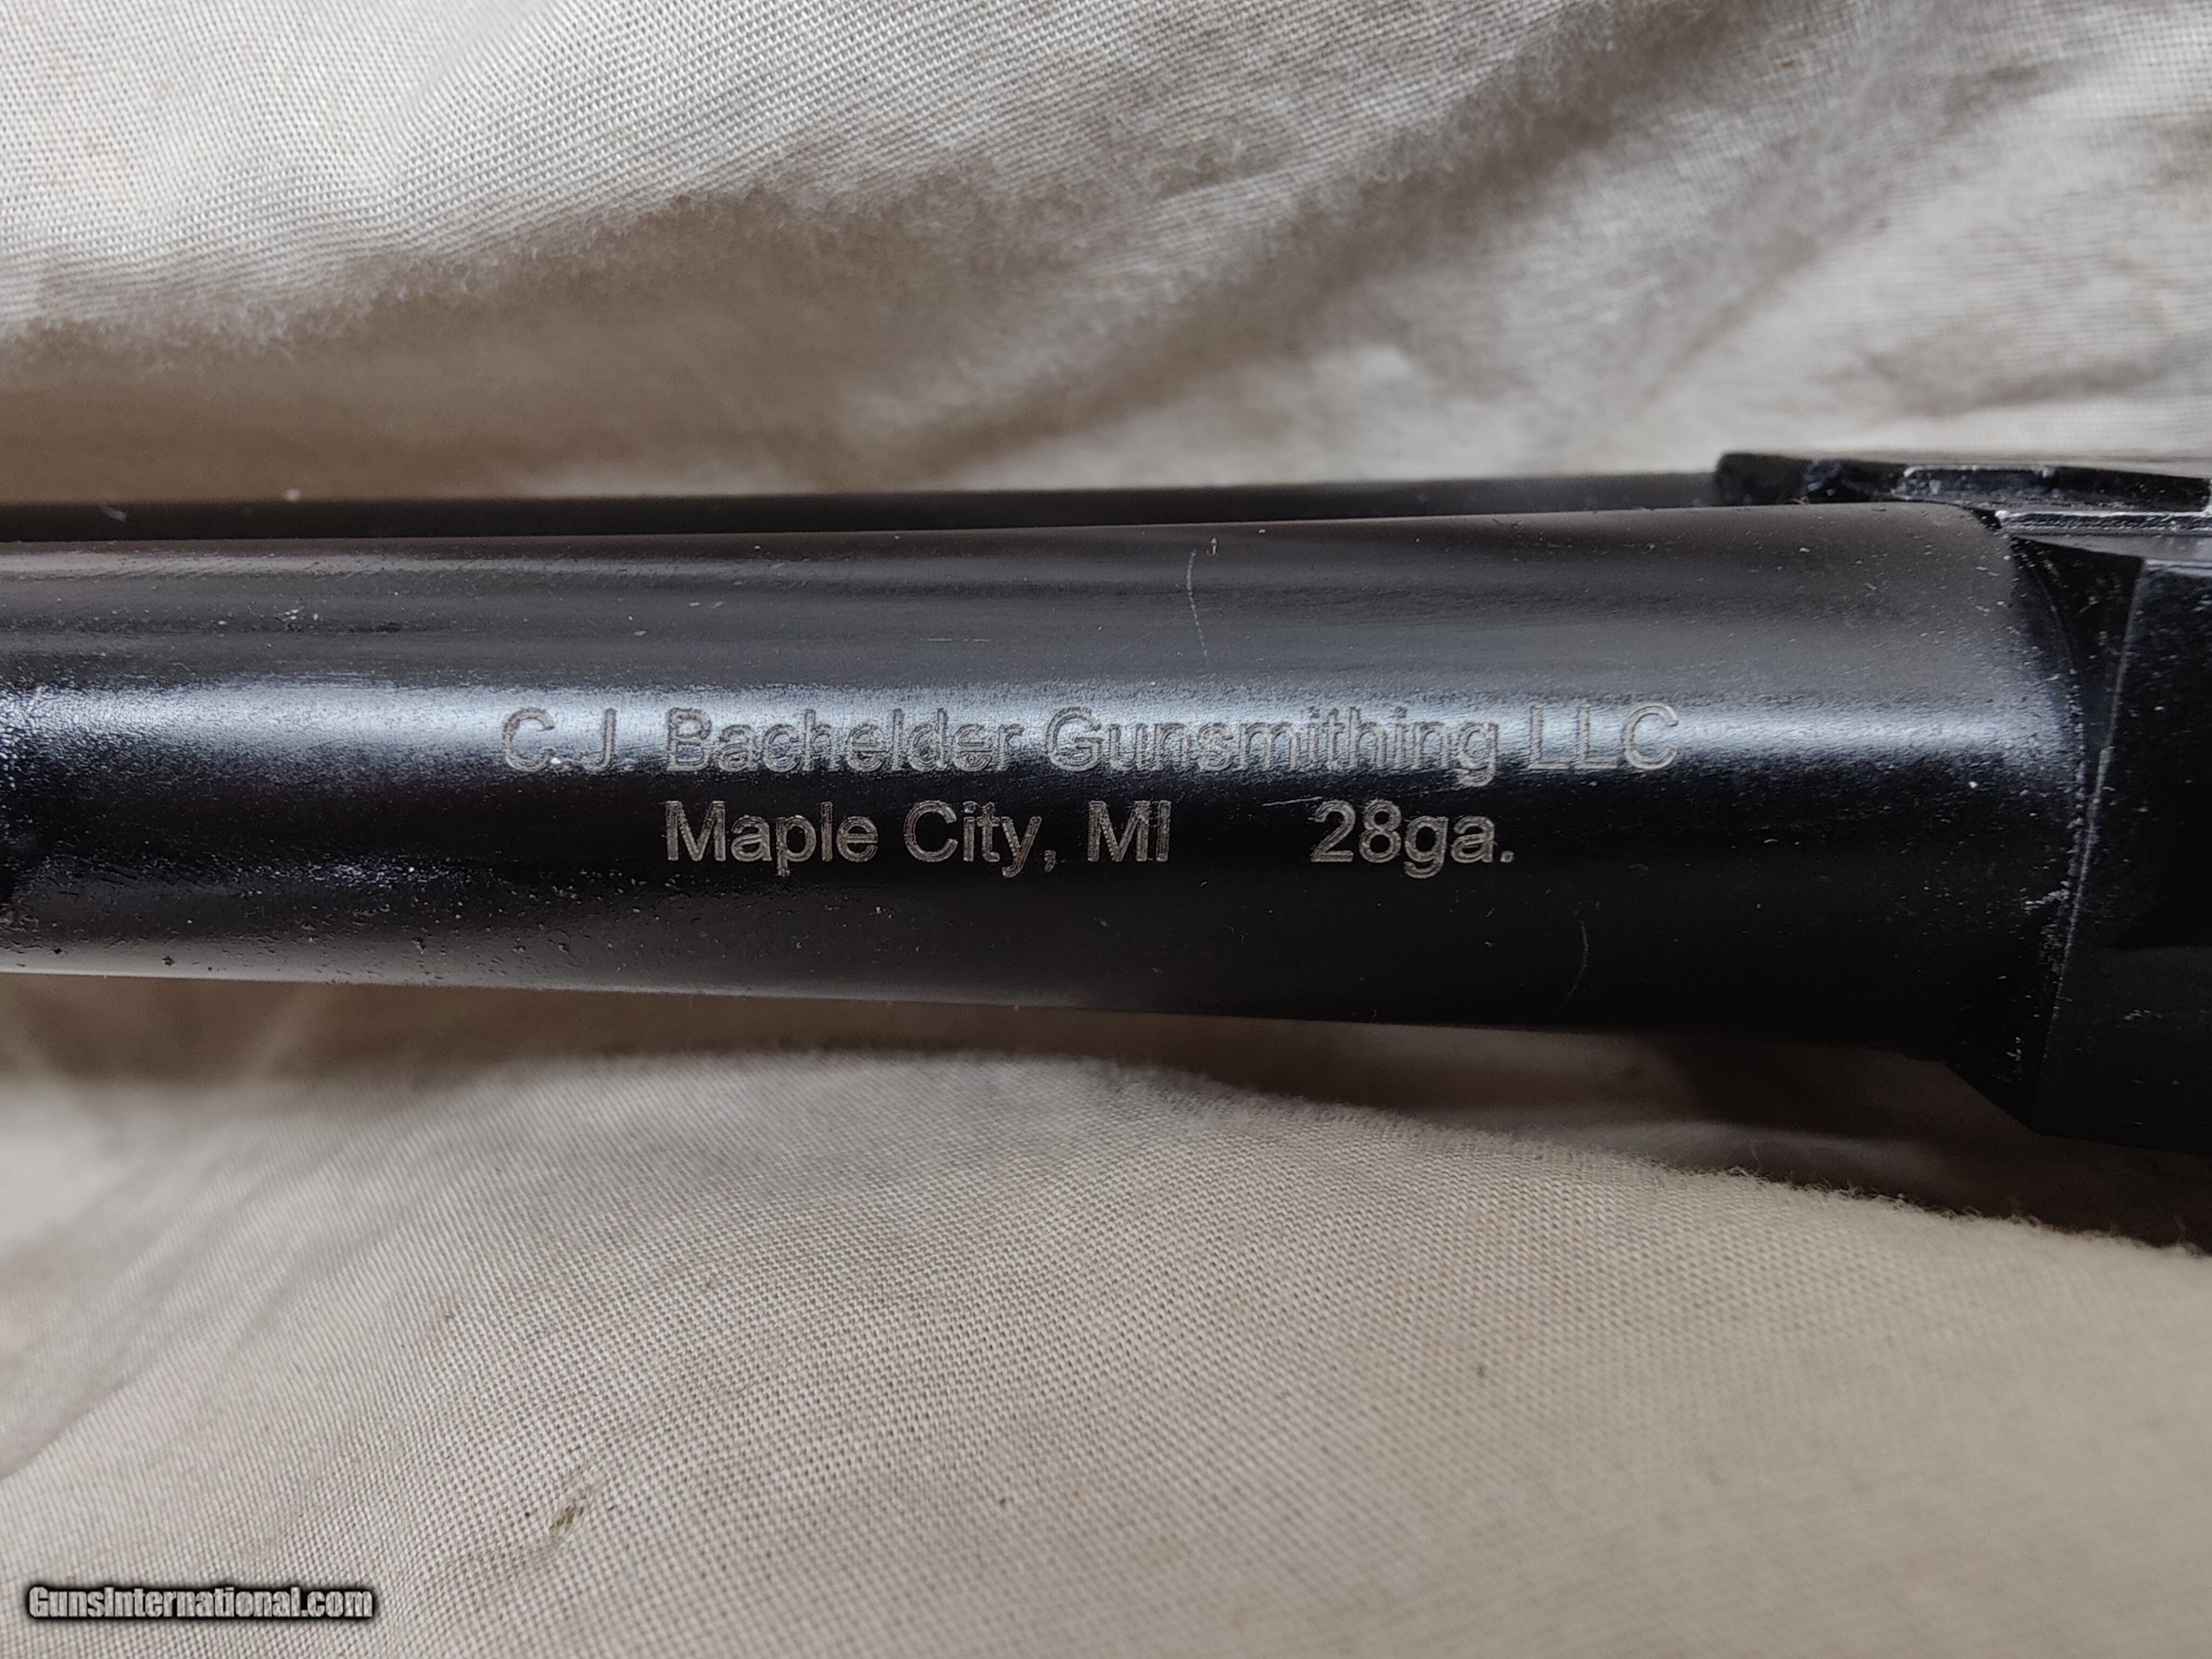 C.J. Bachelder Gunsmithing LLC
Maple City, MI 28ga.
GunsInternational.com